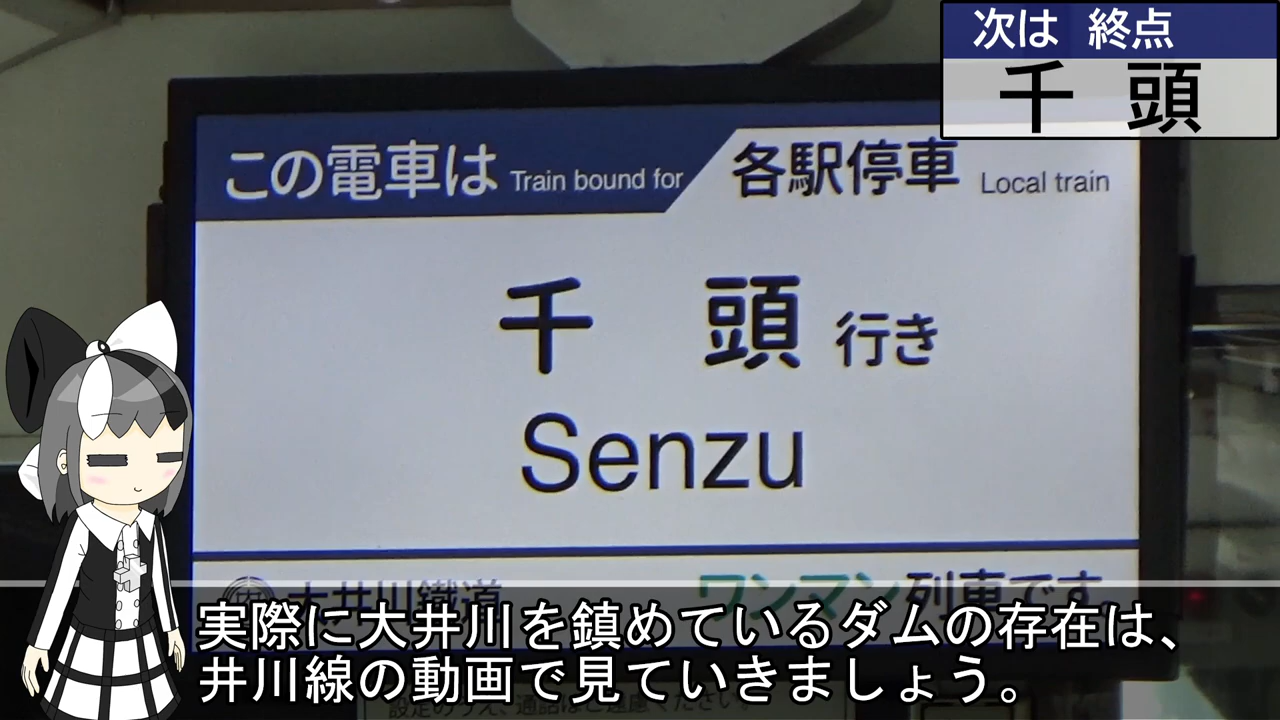 次は 終点
千 頭
この電車は Train bound for 各駅停車 Local train
千 頭 行き
Senzu
大井川鐵道 ワンマン列車です。
実際に大井川を鎮めているダムの存在は、
井川線の動画で見ていきましょう。